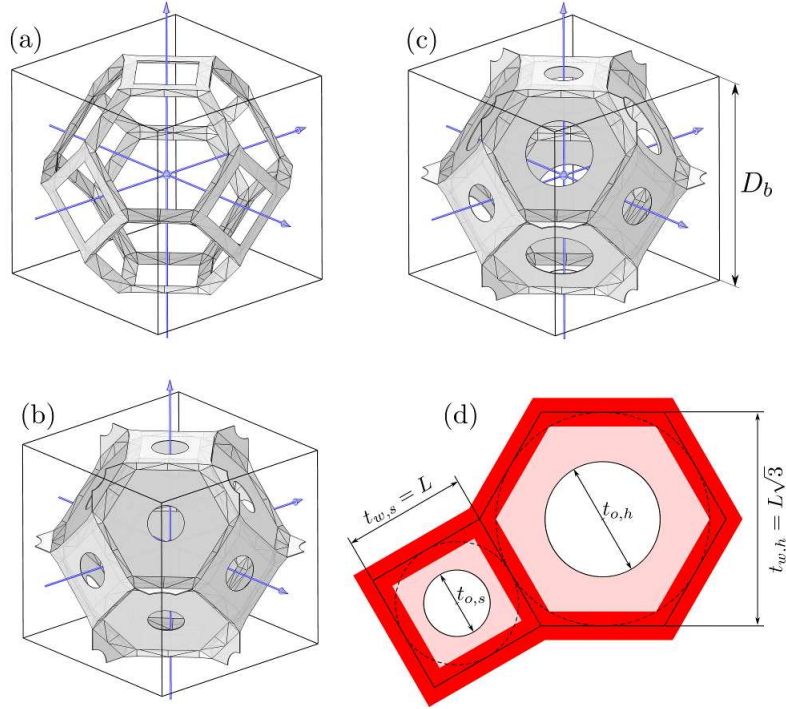 (a)
(c)
D_b
(b)
(d)
t_{w,s} = L
t_{o,h}
t_{o,s}
t_{w,h} = L√3